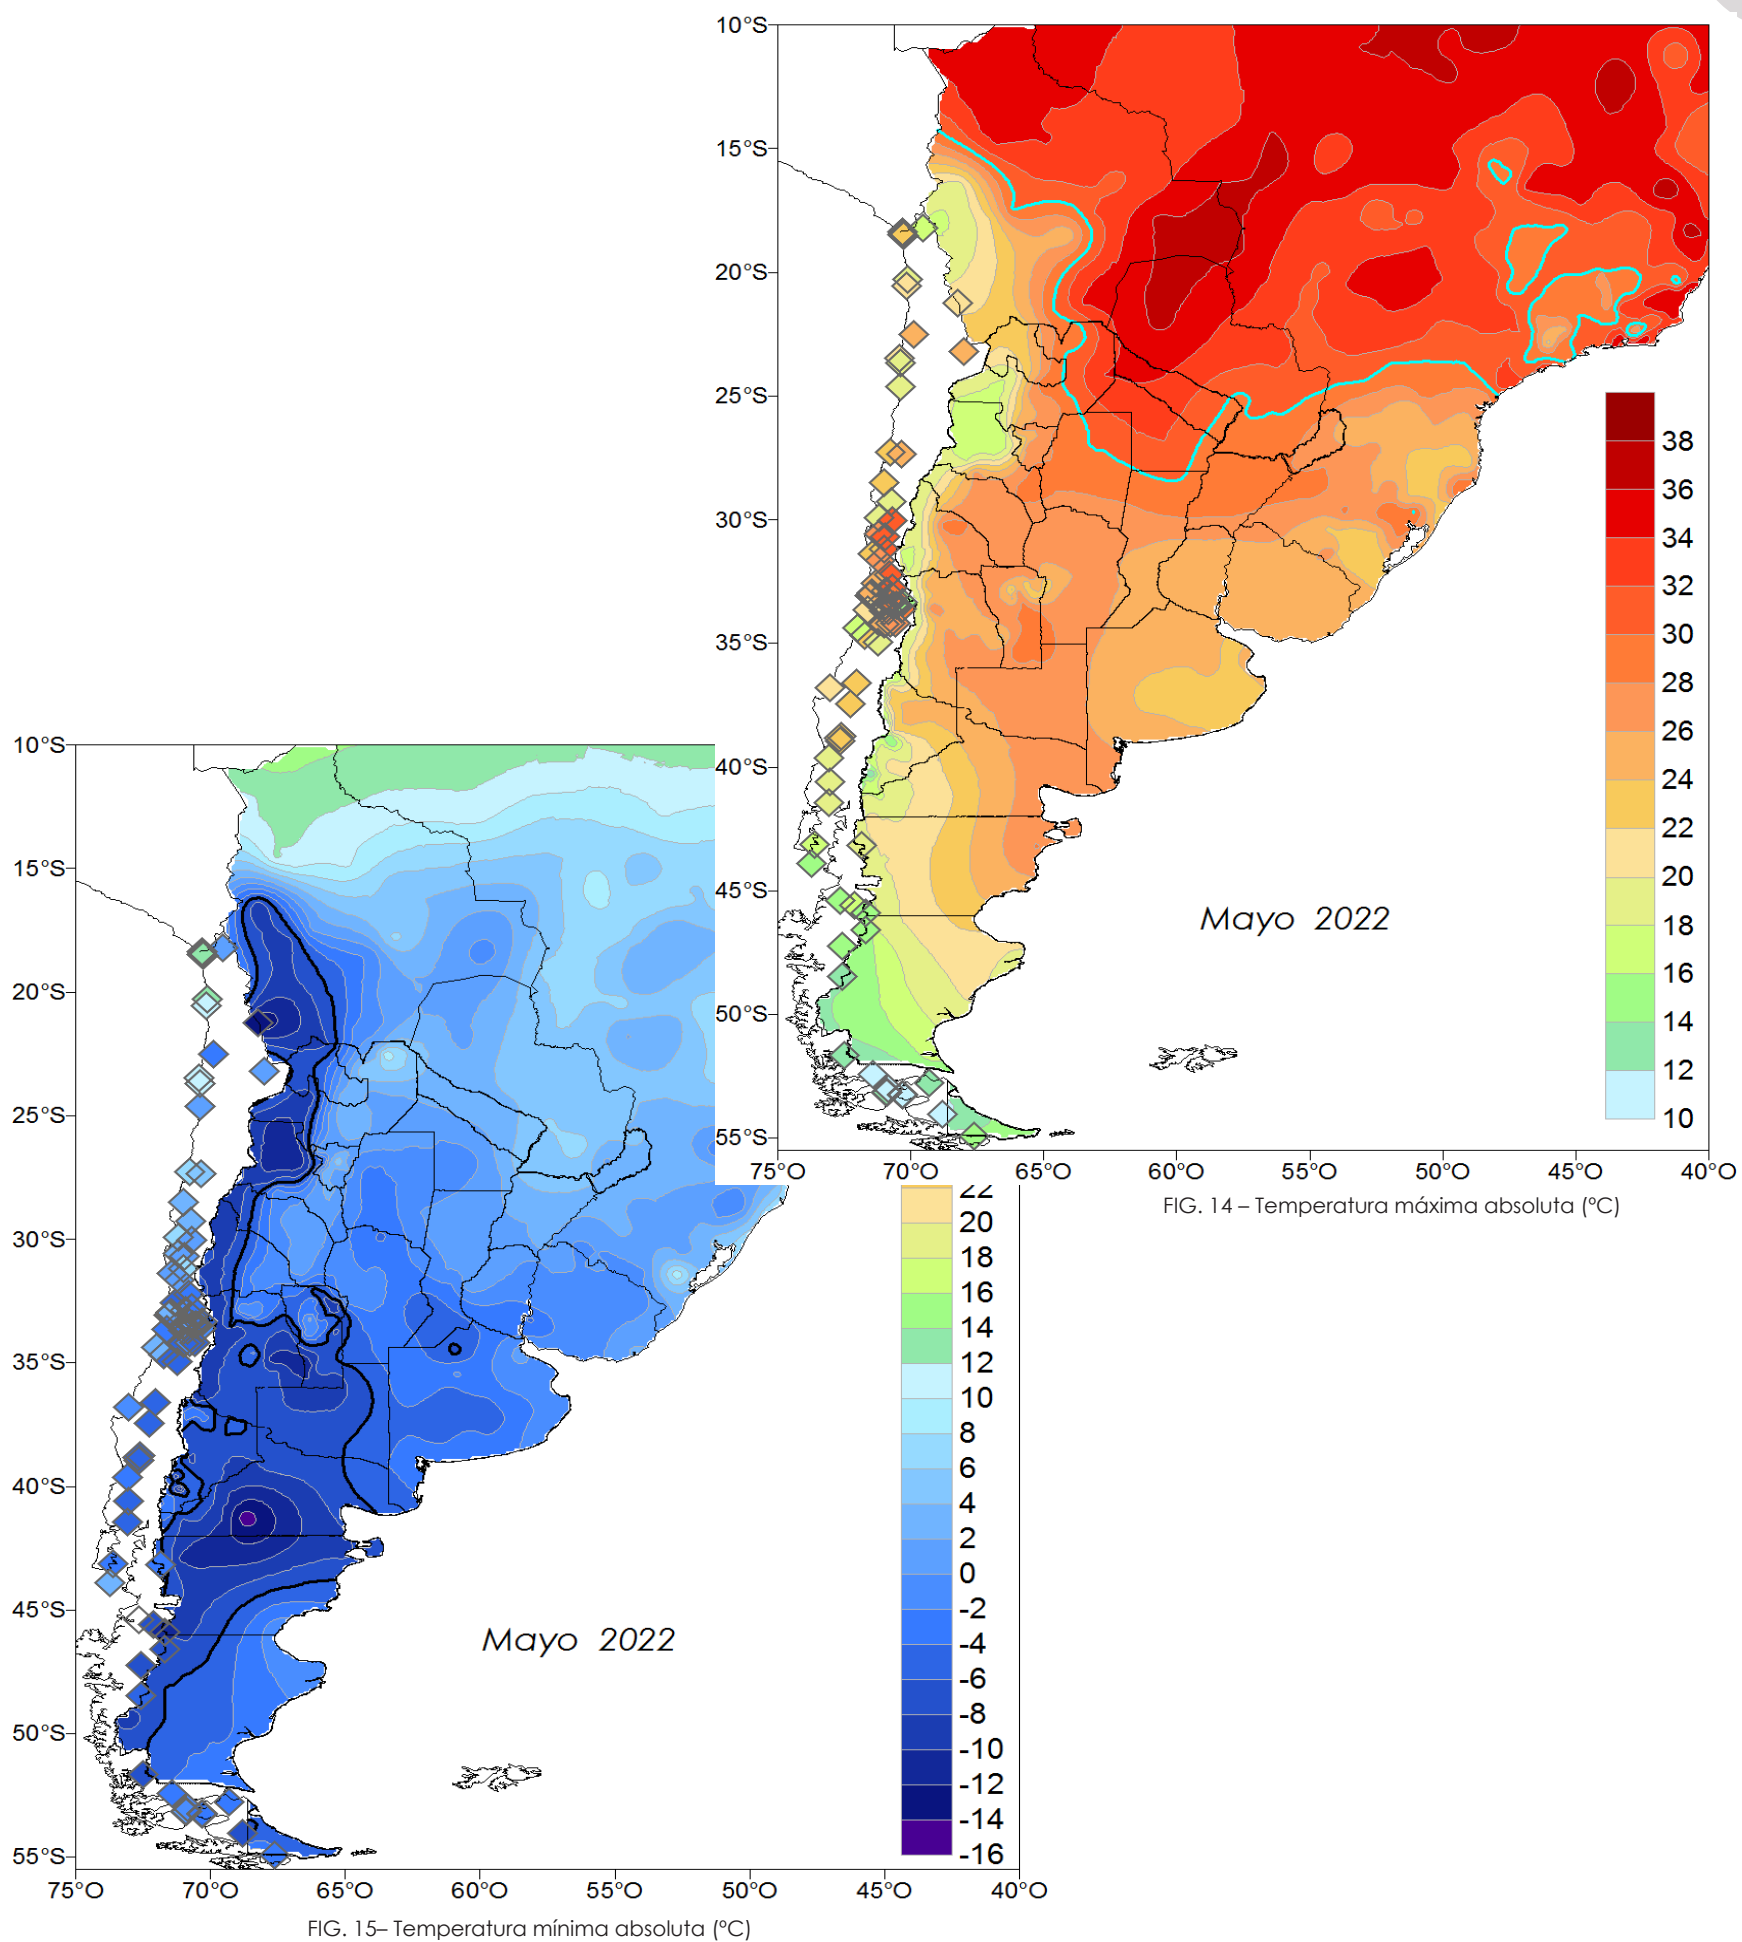 10°S
15°S
20°S
25°S
30°S
35°S
40°S
45°S
50°S
55°S
75°O
70°O
65°O
60°O
55°O
50°O
45°O
40°O
38
36
34
32
30
28
26
24
22
20
18
16
14
12
10
Mayo 2022
FIG. 14 – Temperatura máxima absoluta (ºC)
10°S
15°S
20°S
25°S
30°S
35°S
40°S
45°S
50°S
55°S
75°O
70°O
65°O
60°O
55°O
50°O
45°O
40°O
22
20
18
16
14
12
10
8
6
4
2
0
-2
-4
-6
-8
-10
-12
-14
-16
Mayo 2022
FIG. 15– Temperatura mínima absoluta (ºC)